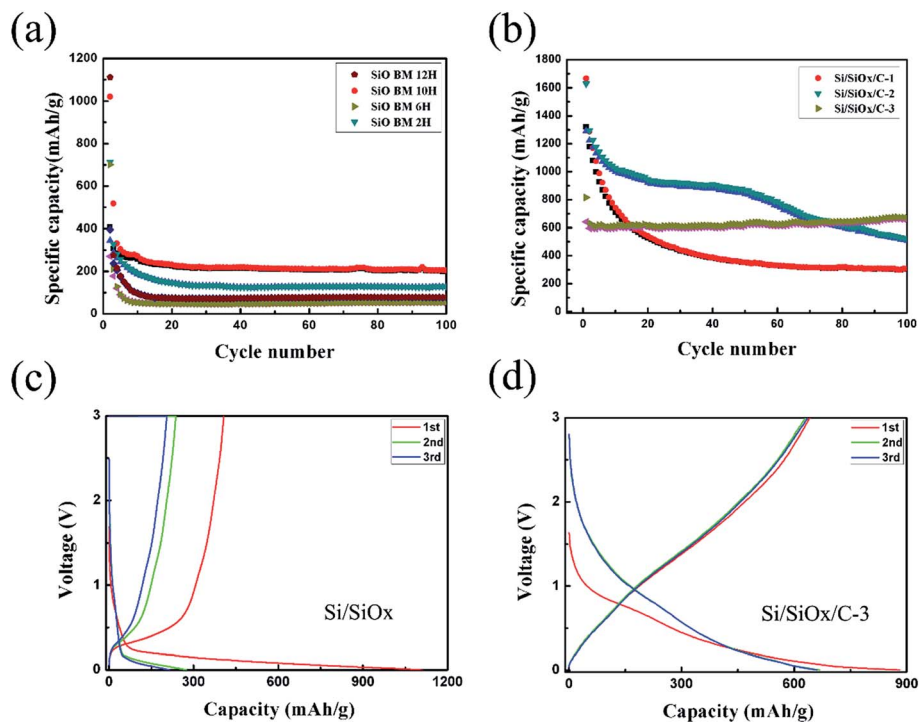 (a)
Specific capacity(mAh/g)
1200
1000
800
600
400
200
0
SiO BM 12H
SiO BM 10H
SiO BM 6H
SiO BM 2H
0 20 40 60 80 100
Cycle number
(b)
Specific capacity (mAh/g)
1800
1600
1400
1200
1000
800
600
400
200
0
Si/SiOx/C-1
Si/SiOx/C-2
Si/SiOx/C-3
0 20 40 60 80 100
Cycle number
(c)
Voltage (V)
3
2
1
0
1st
2nd
3rd
Si/SiOx
0 300 600 900 1200
Capacity (mAh/g)
(d)
Voltage (V)
3
2
1
0
1st
2nd
3rd
Si/SiOx/C-3
0 300 600 900
Capacity (mAh/g)